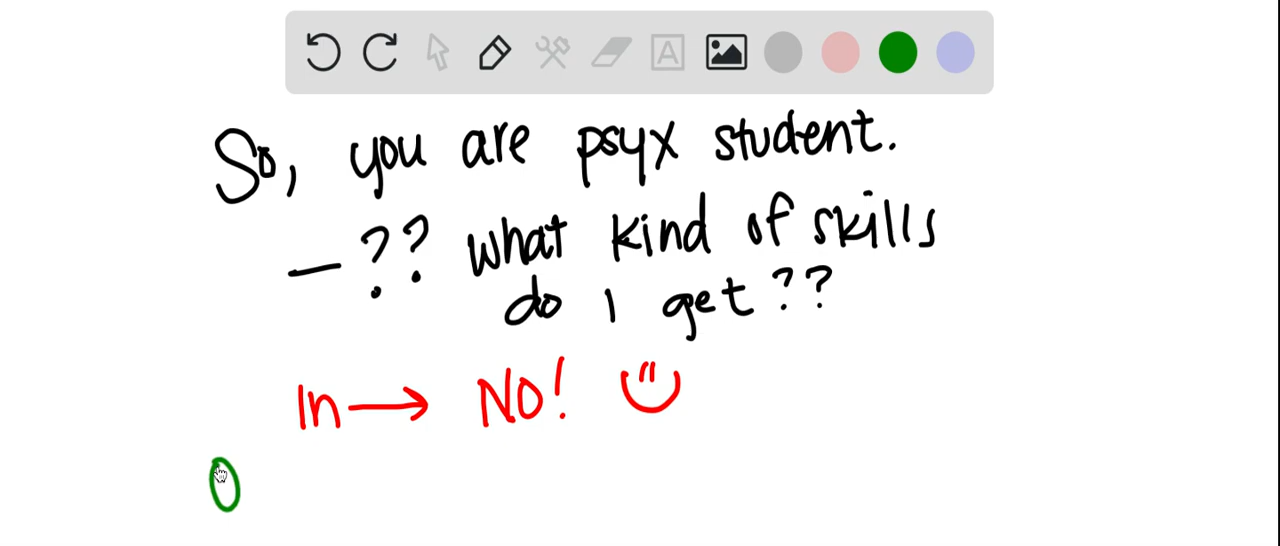 So, you are psyx student.
— ?? what kind of skills
do I get ??
In → NO!
O